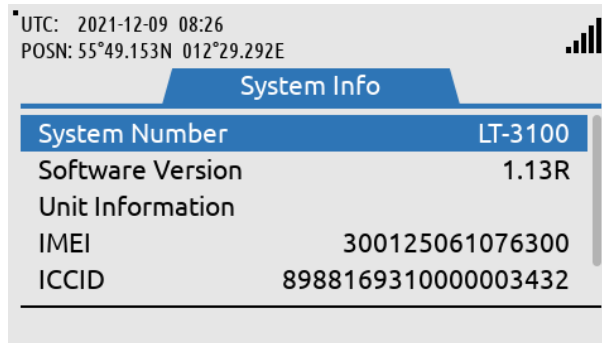 UTC: 2021-12-09 08:26
POSN: 55°49.153N 012°29.292E
System Info
System Number LT-3100
Software Version 1.13R
Unit Information
IMEI 300125061076300
ICCID 8988169310000003432